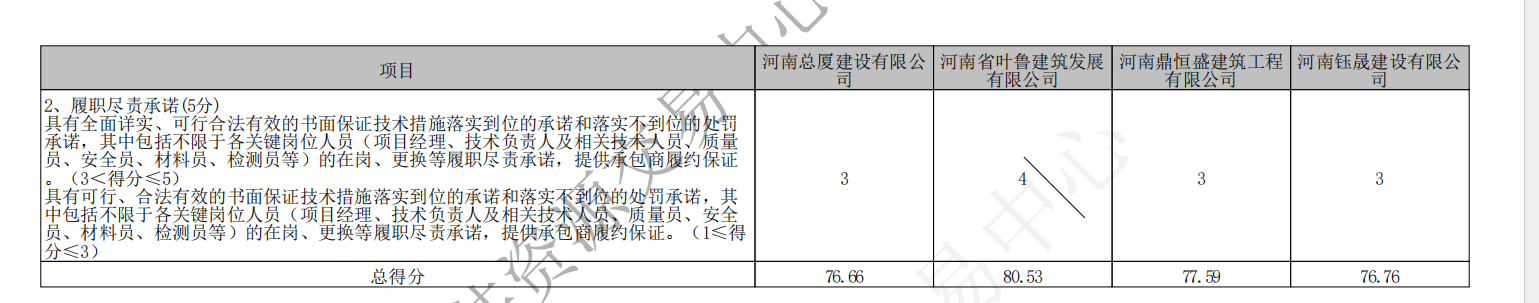 项目
河南总厦建设有限公
司
河南省叶鲁建筑发展
有限公司
河南鼎恒盛建筑工程
有限公司
河南钰晟建设有限公
司
2、履职尽责承诺(5分)
具有全面详实、可行合法有效的书面保证技术措施落实到位的承诺和落实不到位的处罚
承诺，其中包括不限于各关键岗位人员（项目经理、技术负责人及相关技术人员、质量
员、安全员、材料员、检测员等）的在岗、更换等履职尽责承诺，提供承包商履约保证
。（3＜得分≤5）
具有可行、合法有效的书面保证技术措施落实到位的承诺和落实不到位的处罚承诺，其
中包括不限于各关键岗位人员（项目经理、技术负责人及相关技术人员、质量员、安全
员、材料员、检测员等）的在岗、更换等履职尽责承诺，提供承包商履约保证。（1≤得
分≤3）
3
4
3
3
总得分
76.66
80.53
77.59
76.76
资源交易中心
易中心